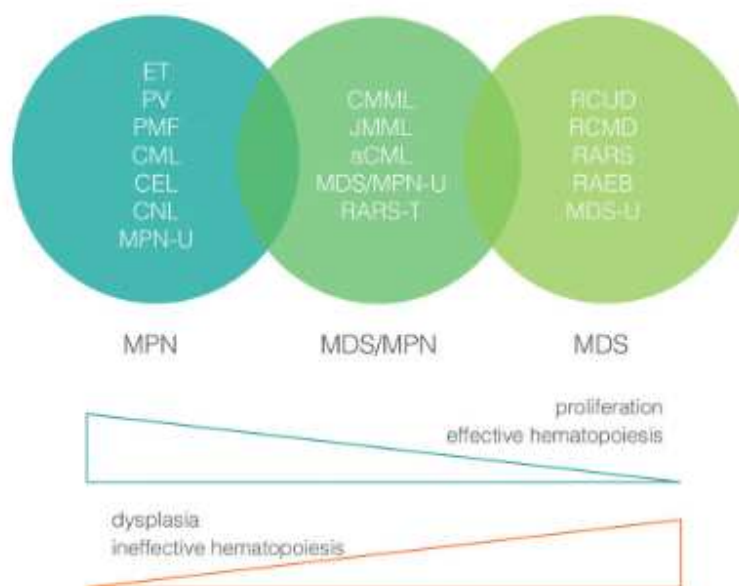 ET
PV
PMF
CML
CEL
CNL
MPN-U
CMML
JMML
aCML
MDS/MPN-U
RARS-T
RCUD
RCMD
RARS
RAEB
MDS-U
MPN
MDS/MPN
MDS
proliferation
effective hematopoiesis
dysplasia
ineffective hematopoiesis